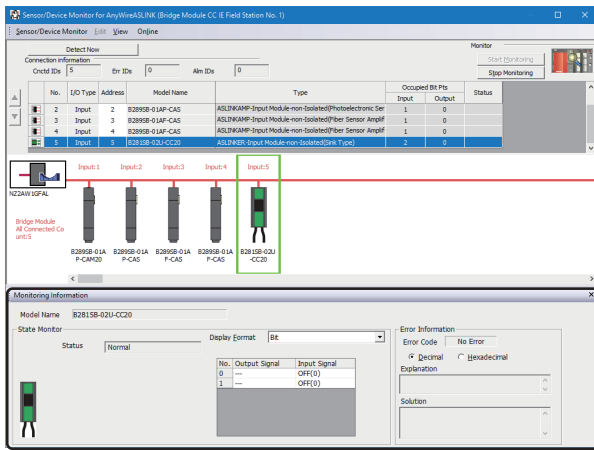 Sensor/Device Monitor for AnyWireASLINK (Bridge Module:CC IE Field Station No. 1)
Sensor/Device Monitor Edit View Online
Detect Now
Monitor
Connection information
Cnctd IDs 5 Err IDs 0 Alm IDs 0
Start Monitoring
Stop Monitoring
No. I/O Type Address Model Name Type Occupied Bit Pts Status
Input Output
2 Input 2 B289SB-01AP-CAS ASLINKAMP-Input Module-non-Isolated(Photoelectric Ser 1 0
3 Input 3 B289SB-01AF-CAS ASLINKAMP-Input Module-non-Isolated(Fiber Sensor Amplif 1 0
4 Input 4 B289SB-01AF-CAS ASLINKAMP-Input Module-non-Isolated(Fiber Sensor Amplif 1 0
5 Input 5 B281SB-02U-CC20 ASLINKER-Input Module-non-Isolated(Sink Type) 2 0
Input:1 Input:2 Input:3 Input:4 Input:5
NZ2AW1GFAL
Bridge Module
All Connected Co
unt:5
B289SB-01A B289SB-01A B289SB-01A B289SB-01A B281SB-02U
P-CAM20 P-CAS F-CAS F-CAS -CC20
Monitoring Information
Model Name B281SB-02U-CC20
State Monitor
Status Normal
Display Format Bit
No. Output Signal Input Signal
0 --- OFF(0)
1 --- OFF(0)
Error Information
Error Code No Error
Decimal Hexadecimal
Explanation
Solution